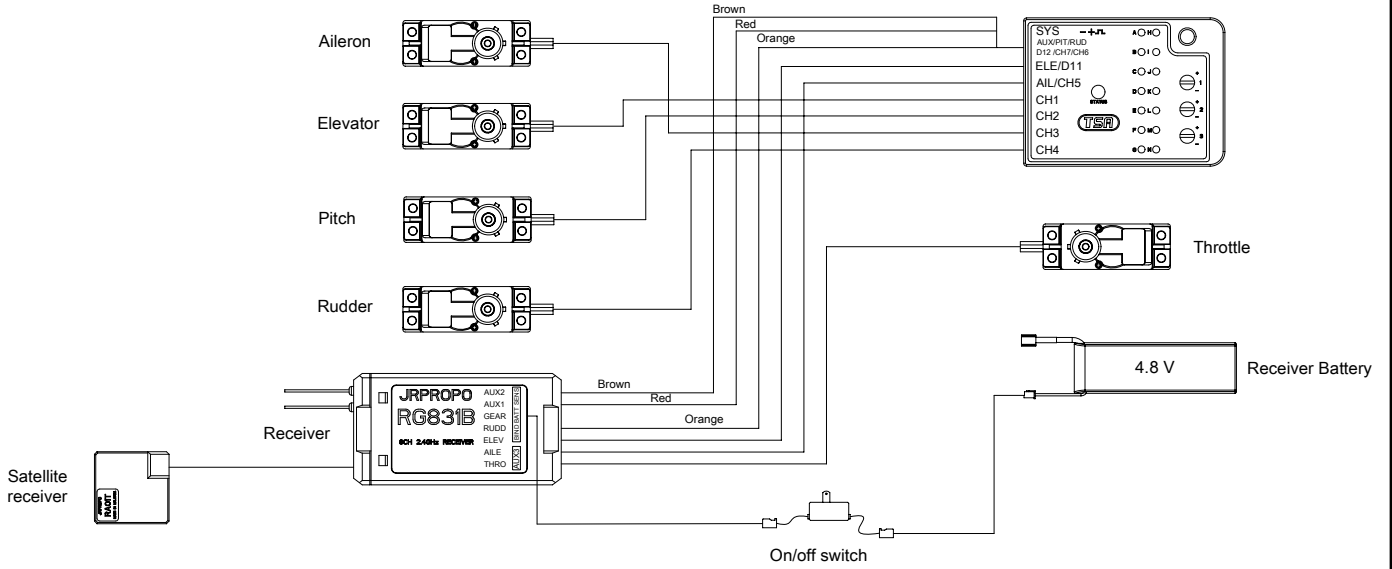 Brown
Red
Orange
Aileron
Elevator
Pitch
Rudder
SYS
AUX/PIT/RUD
D12 /CH7/CH6
ELE/D11
AIL/CH5
CH1
CH2
CH3
CH4
STATUS
TSA
A H
B I
C J
D K
E L
F M
G N
+ 1 -
+ 2 -
+ 3 -
Throttle
4.8 V
Receiver Battery
Brown
Red
Orange
Receiver
JRPROPO
RG831B
8CH 2.4GHz RECEIVER
AUX2
AUX1
GEAR
RUDD
ELEV
AILE
THRO
BIND BATT SENS
AUX3
Satellite
receiver
JRPROPO
RA01T
On/off switch